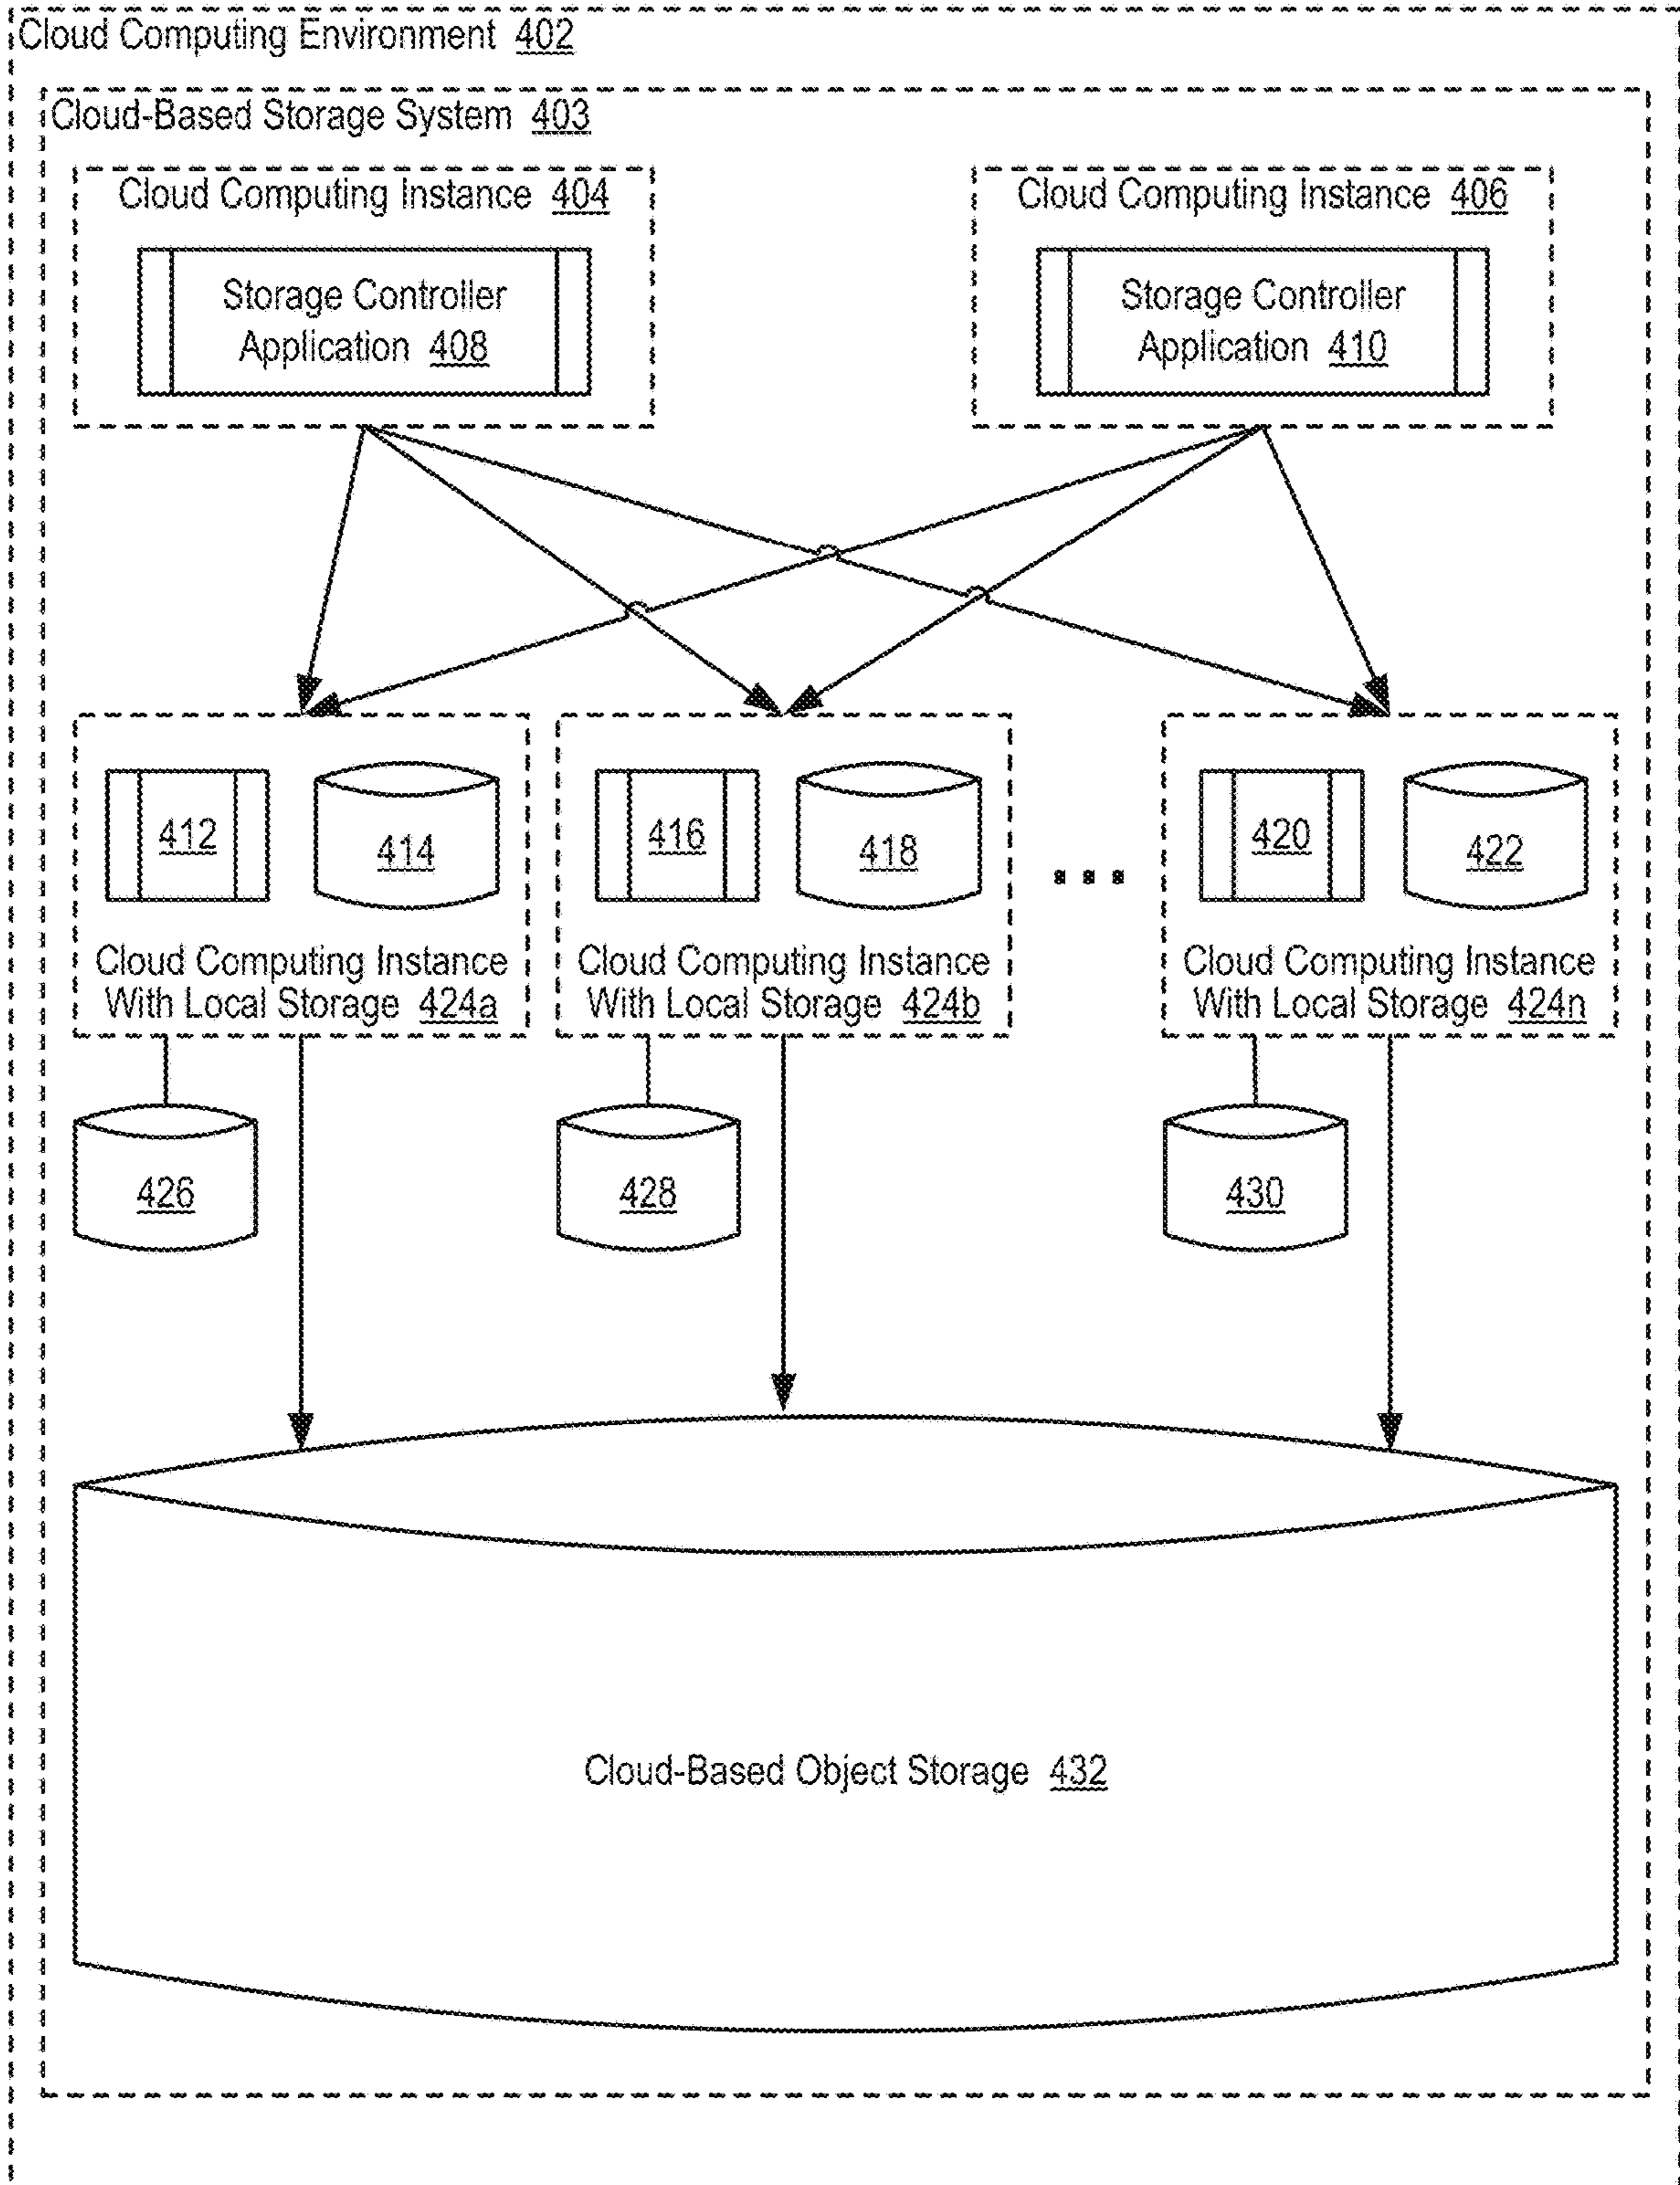 Cloud Computing Environment 402
Cloud-Based Storage System 403
Cloud Computing Instance 404
Storage Controller
Application 408
Cloud Computing Instance 406
Storage Controller
Application 410
412
414
Cloud Computing Instance
With Local Storage 424a
416
418
Cloud Computing Instance
With Local Storage 424b
...
420
422
Cloud Computing Instance
With Local Storage 424n
426
428
430
Cloud-Based Object Storage 432